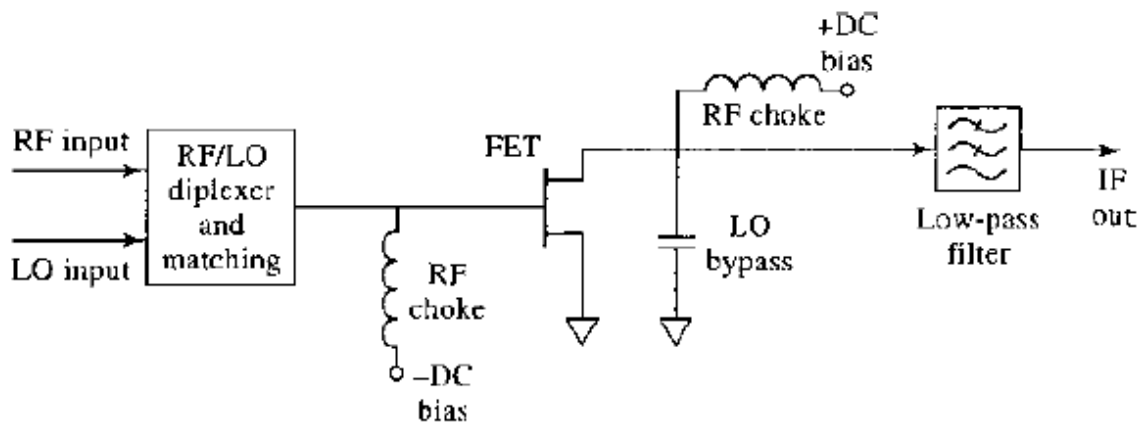 +DC
bias
RF choke
RF input
RF/LO
diplexer
and
matching
LO input
FET
RF
choke
−DC
bias
LO
bypass
Low-pass
filter
IF
out